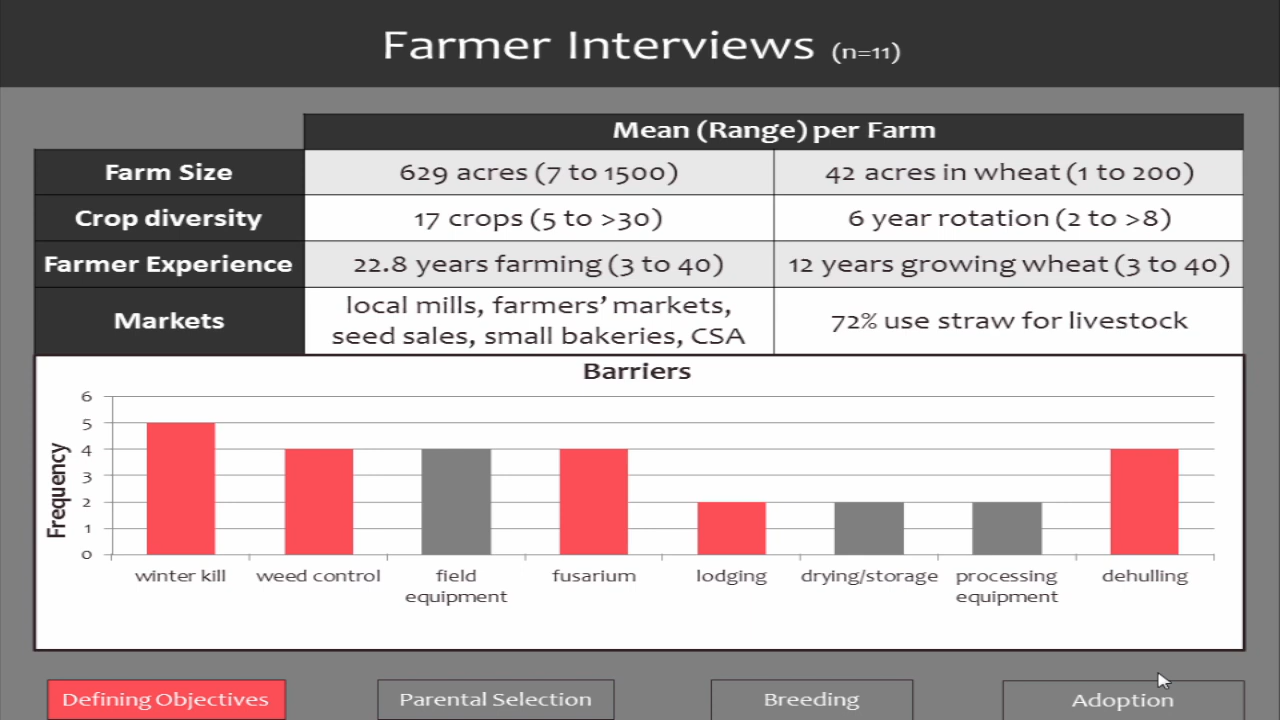 Farmer Interviews (n=11)
Mean (Range) per Farm
Farm Size 629 acres (7 to 1500) 42 acres in wheat (1 to 200)
Crop diversity 17 crops (5 to >30) 6 year rotation (2 to >8)
Farmer Experience 22.8 years farming (3 to 40) 12 years growing wheat (3 to 40)
Markets local mills, farmers’ markets,
seed sales, small bakeries, CSA 72% use straw for livestock
Barriers
Frequency
6
5
4
3
2
1
0
winter kill weed control field fusarium lodging drying/storage processing dehulling
equipment equipment
Defining Objectives Parental Selection Breeding Adoption